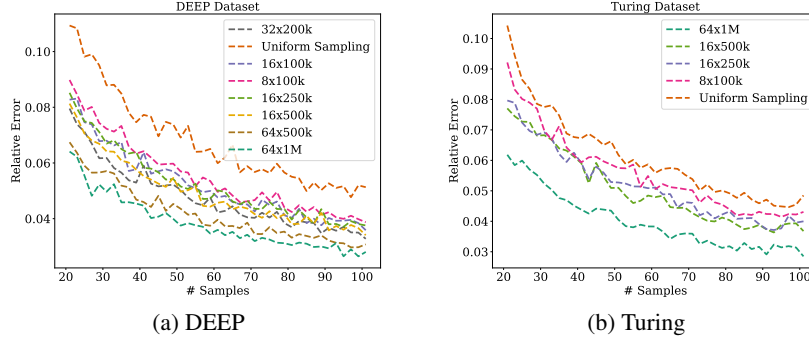 DEEP Dataset
Relative Error
0.10
0.08
0.06
0.04
32x200k
Uniform Sampling
16x100k
8x100k
16x250k
16x500k
64x500k
64x1M
20 30 40 50 60 70 80 90 100
# Samples
(a) DEEP
Turing Dataset
Relative Error
0.10
0.09
0.08
0.07
0.06
0.05
0.04
0.03
64x1M
16x500k
16x250k
8x100k
Uniform Sampling
20 30 40 50 60 70 80 90 100
# Samples
(b) Turing